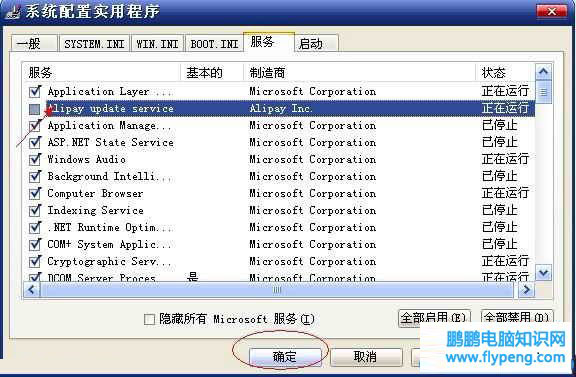 系统配置实用程序
一般 SYSTEM.INI WIN.INI BOOT.INI 服务 启动
服务 基本的 制造商 状态
Application Layer ... Microsoft Corporation 正在运行
Alipay update service Alipay Inc. 正在运行
Application Manage... Microsoft Corporation 已停止
ASP.NET State Service Microsoft Corporation 已停止
Windows Audio Microsoft Corporation 正在运行
Background Intelli... Microsoft Corporation 已停止
Computer Browser Microsoft Corporation 正在运行
Indexing Service Microsoft Corporation 已停止
.NET Runtime Optim... Microsoft Corporation 已停止
COM+ System Applic... Microsoft Corporation 已停止
Cryptographic Serv... Microsoft Corporation 正在运行
DCOM Server Proces... 是 Microsoft Corporation 正在运行
隐藏所有 Microsoft 服务(I) 全部启用(E) 全部禁用(D)
确定 取消
鹏鹏电脑知识网
www.flypeng.com